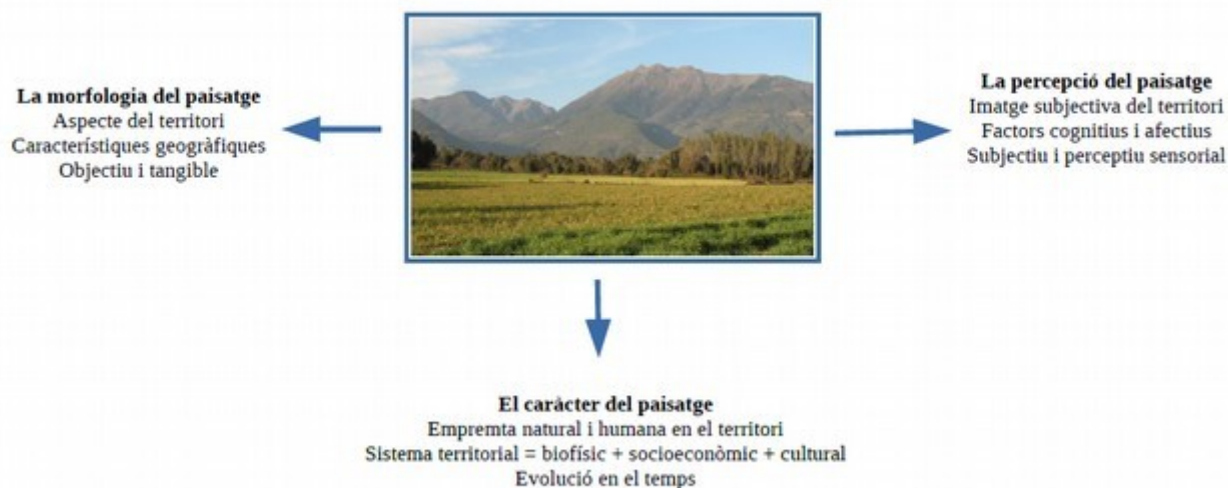 La morfologia del paisatge
Aspecte del territori
Característiques geogràfiques
Objectiu i tangible
La percepció del paisatge
Imatge subjectiva del territori
Factors cognitius i afectius
Subjectiu i perceptiu sensorial
El caràcter del paisatge
Empremta natural i humana en el territori
Sistema territorial = biofísic + socioeconòmic + cultural
Evolució en el temps